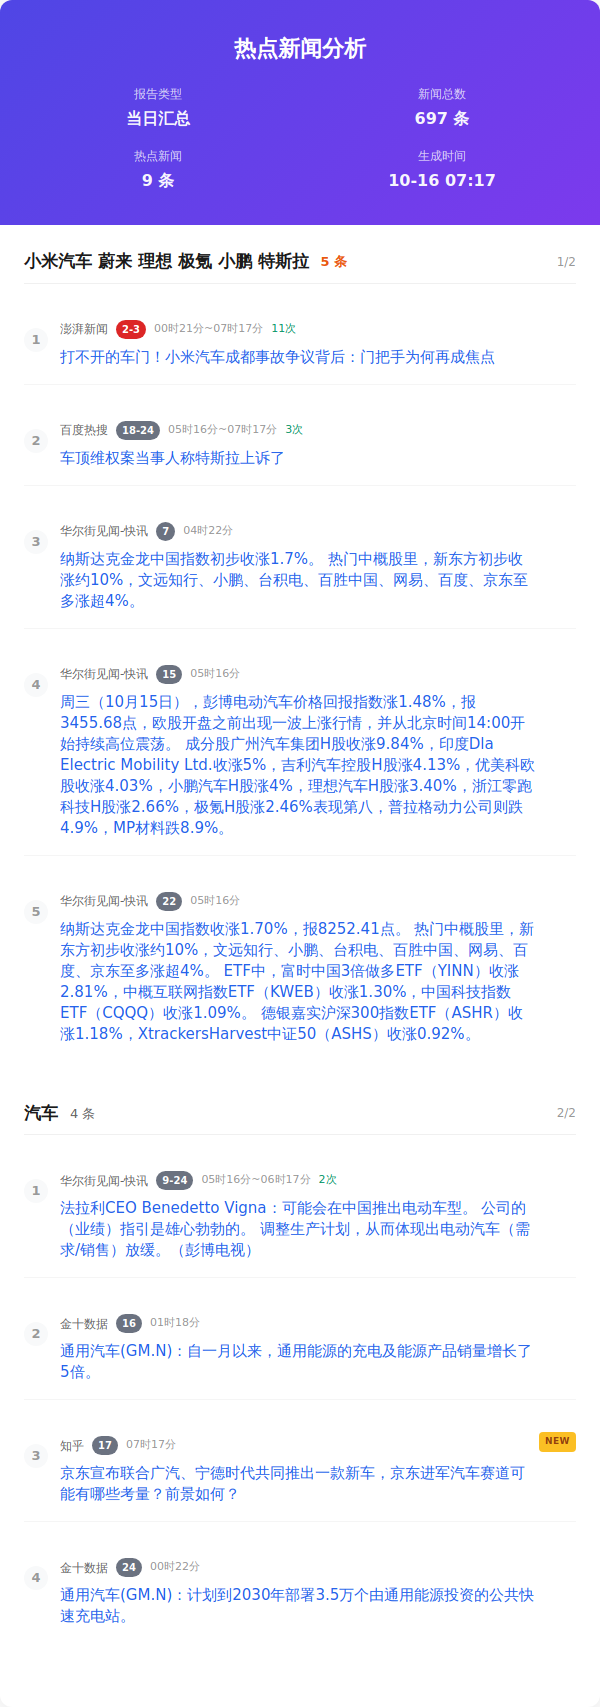 热点新闻分析
报告类型
当日汇总
新闻总数
697 条
热点新闻
9 条
生成时间
10-16 07:17
小米汽车 蔚来 理想 极氪 小鹏 特斯拉 5 条 1/2
1
澎湃新闻 2-3 00时21分~07时17分 11次
打不开的车门！小米汽车成都事故争议背后：门把手为何再成焦点
2
百度热搜 18-24 05时16分~07时17分 3次
车顶维权案当事人称特斯拉上诉了
3
华尔街见闻-快讯 7 04时22分
纳斯达克金龙中国指数初步收涨1.7%。 热门中概股里，新东方初步收
涨约10%，文远知行、小鹏、台积电、百胜中国、网易、百度、京东至
多涨超4%。
4
华尔街见闻-快讯 15 05时16分
周三（10月15日），彭博电动汽车价格回报指数涨1.48%，报
3455.68点，欧股开盘之前出现一波上涨行情，并从北京时间14:00开
始持续高位震荡。 成分股广州汽车集团H股收涨9.84%，印度Dla
Electric Mobility Ltd.收涨5%，吉利汽车控股H股涨4.13%，优美科欧
股收涨4.03%，小鹏汽车H股涨4%，理想汽车H股涨3.40%，浙江零跑
科技H股涨2.66%，极氪H股涨2.46%表现第八，普拉格动力公司则跌
4.9%，MP材料跌8.9%。
5
华尔街见闻-快讯 22 05时16分
纳斯达克金龙中国指数收涨1.70%，报8252.41点。 热门中概股里，新
东方初步收涨约10%，文远知行、小鹏、台积电、百胜中国、网易、百
度、京东至多涨超4%。 ETF中，富时中国3倍做多ETF（YINN）收涨
2.81%，中概互联网指数ETF（KWEB）收涨1.30%，中国科技指数
ETF（CQQQ）收涨1.09%。 德银嘉实沪深300指数ETF（ASHR）收
涨1.18%，XtrackersHarvest中证50（ASHS）收涨0.92%。
汽车 4 条 2/2
1
华尔街见闻-快讯 9-24 05时16分~06时17分 2次
法拉利CEO Benedetto Vigna：可能会在中国推出电动车型。 公司的
（业绩）指引是雄心勃勃的。 调整生产计划，从而体现出电动汽车（需
求/销售）放缓。（彭博电视）
2
金十数据 16 01时18分
通用汽车(GM.N)：自一月以来，通用能源的充电及能源产品销量增长了
5倍。
3
知乎 17 07时17分 NEW
京东宣布联合广汽、宁德时代共同推出一款新车，京东进军汽车赛道可
能有哪些考量？前景如何？
4
金十数据 24 00时22分
通用汽车(GM.N)：计划到2030年部署3.5万个由通用能源投资的公共快
速充电站。